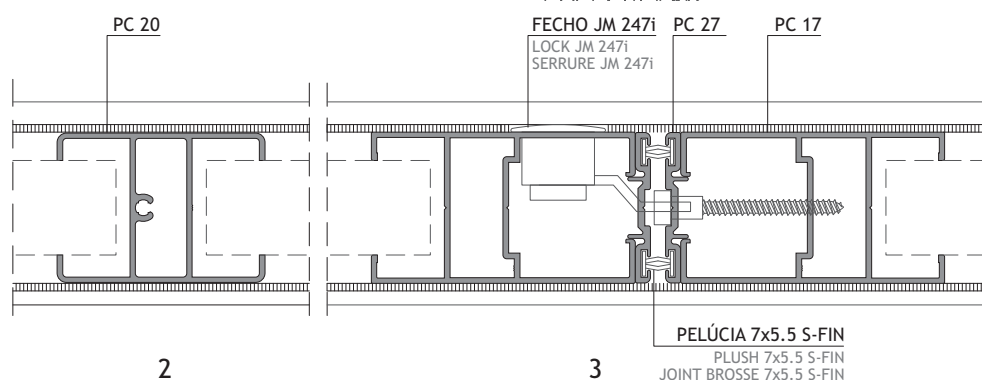 PC 20
FECHO JM 247i
LOCK JM 247i
SERRURE JM 247i
PC 27
PC 17
PELÚCIA 7x5.5 S-FIN
PLUSH 7x5.5 S-FIN
JOINT BROSSE 7x5.5 S-FIN
2
3